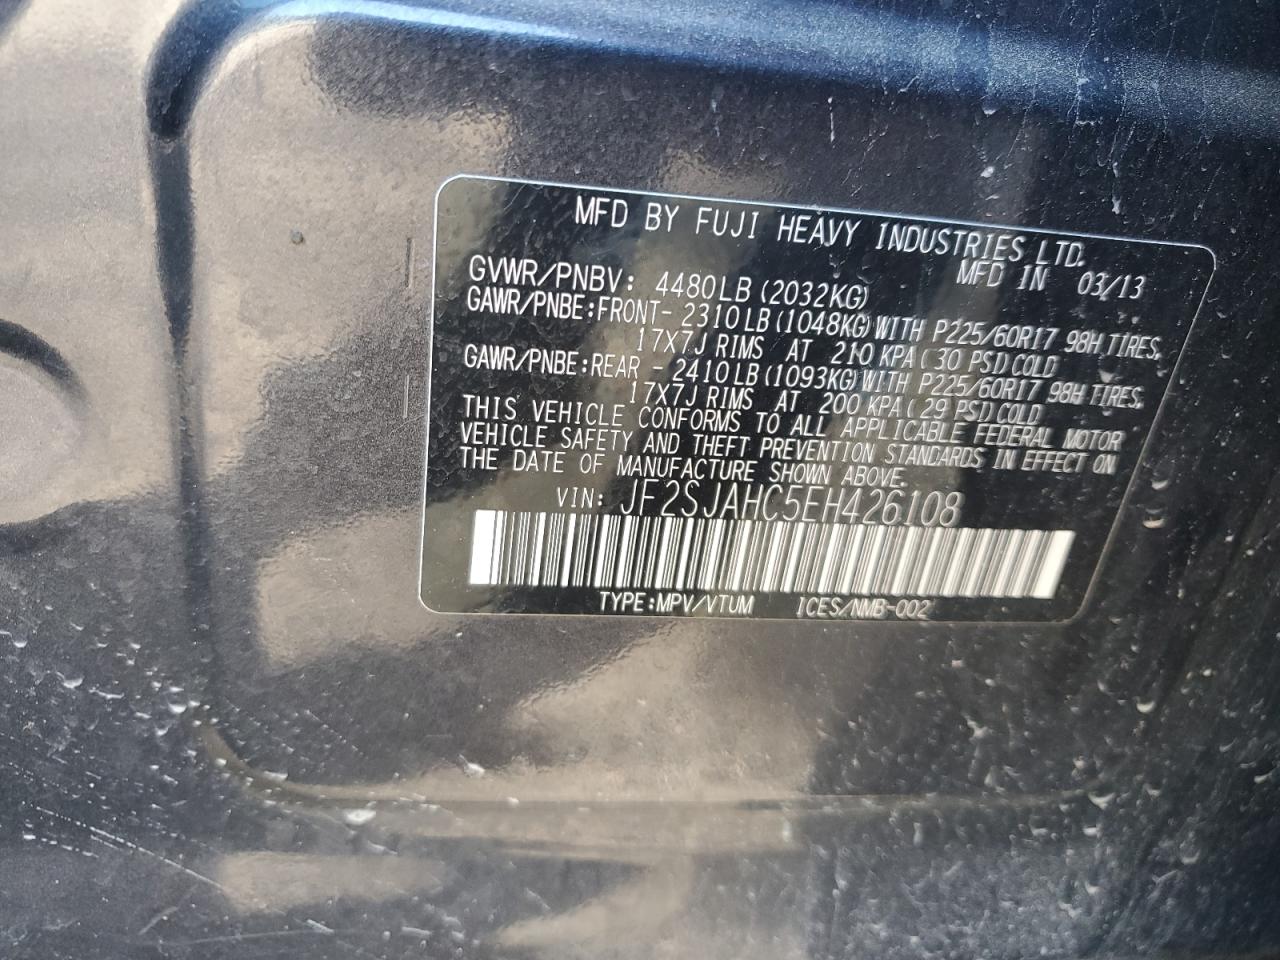 MFD BY FUJI HEAVY INDUSTRIES LTD.
MFD IN 03/13
GVWR/PNBV: 4480LB(2032KG)
GAWR/PNBE:FRONT- 2310LB(1048KG)WITH P225/60R17 98H TIRES,
17X7J RIMS AT 210 KPA(30 PSI)COLD
GAWR/PNBE:REAR - 2410LB(1093KG)WITH P225/60R17 98H TIRES,
17X7J RIMS AT 200 KPA(29 PSI)COLD
THIS VEHICLE CONFORMS TO ALL APPLICABLE FEDERAL MOTOR
VEHICLE SAFETY AND THEFT PREVENTION STANDARDS IN EFFECT ON
THE DATE OF MANUFACTURE SHOWN ABOVE.
VIN: JF2SJAHC5EH426108
TYPE:MPV/VTUM ICES/NMB-002